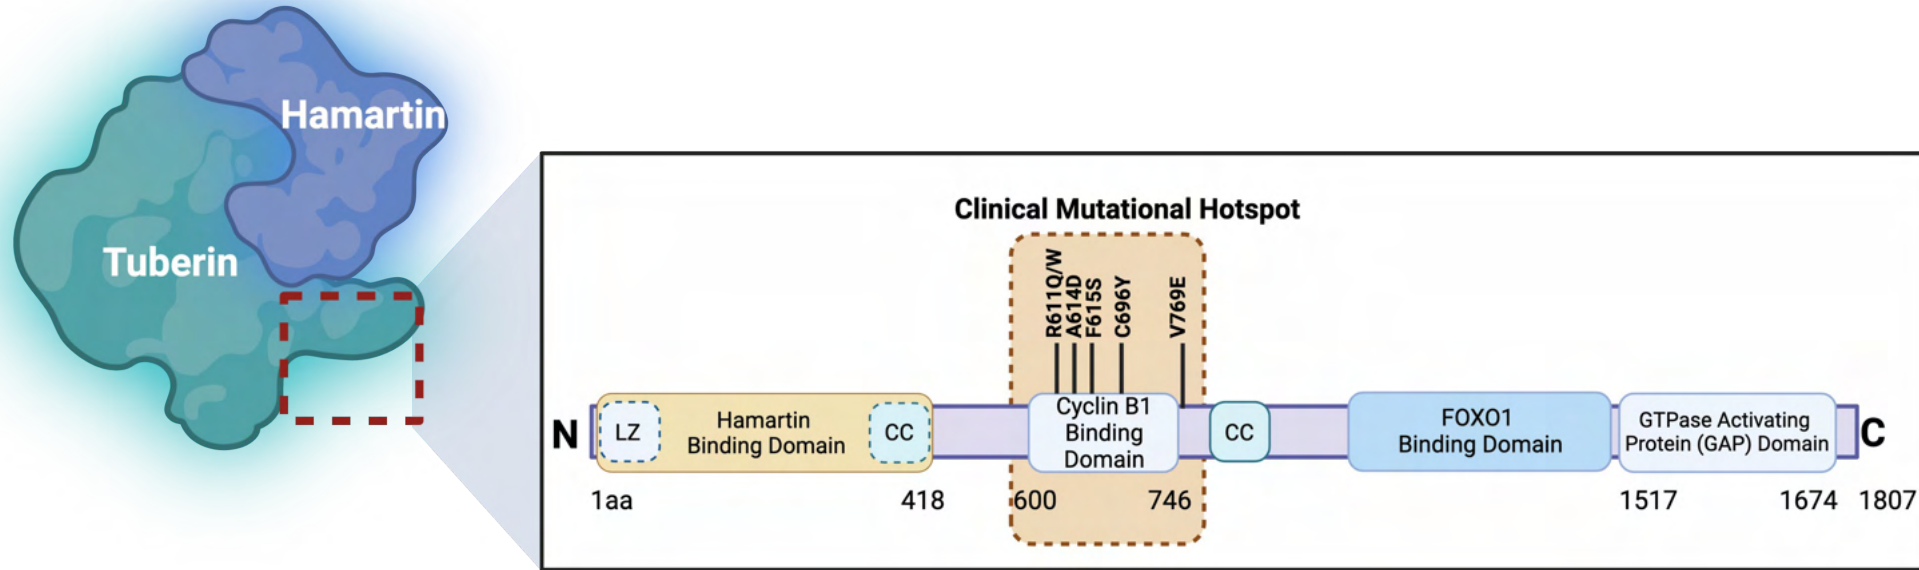 Hamartin
Tuberin
Clinical Mutational Hotspot
R611Q/W
A614D
F615S
C696Y
V769E
N
LZ
Hamartin
Binding Domain
CC
Cyclin B1
Binding
Domain
CC
FOXO1
Binding Domain
GTPase Activating
Protein (GAP) Domain
C
1aa
418
600
746
1517
1674
1807